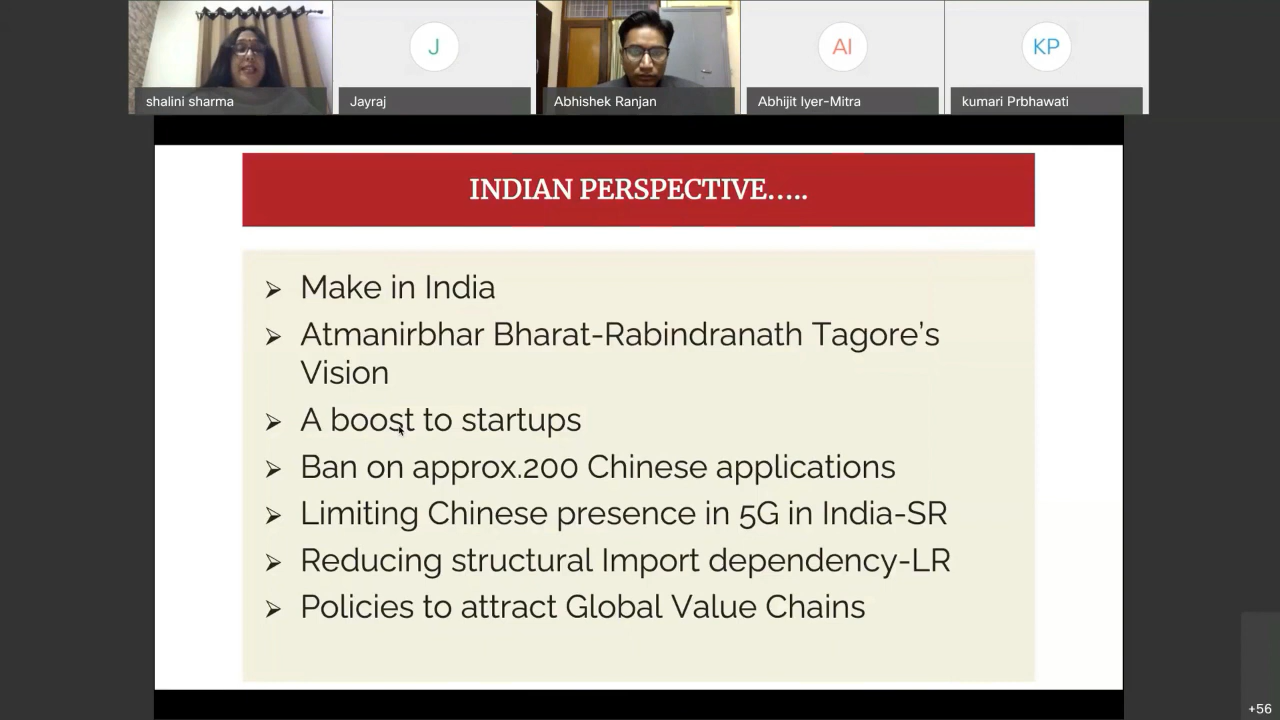 shalini sharma
J
Jayraj
Abhishek Ranjan
AI
Abhijit Iyer-Mitra
KP
kumari Prbhawati
INDIAN PERSPECTIVE…..
➢ Make in India
➢ Atmanirbhar Bharat-Rabindranath Tagore’s
Vision
➢ A boost to startups
➢ Ban on approx.200 Chinese applications
➢ Limiting Chinese presence in 5G in India-SR
➢ Reducing structural Import dependency-LR
➢ Policies to attract Global Value Chains
+56